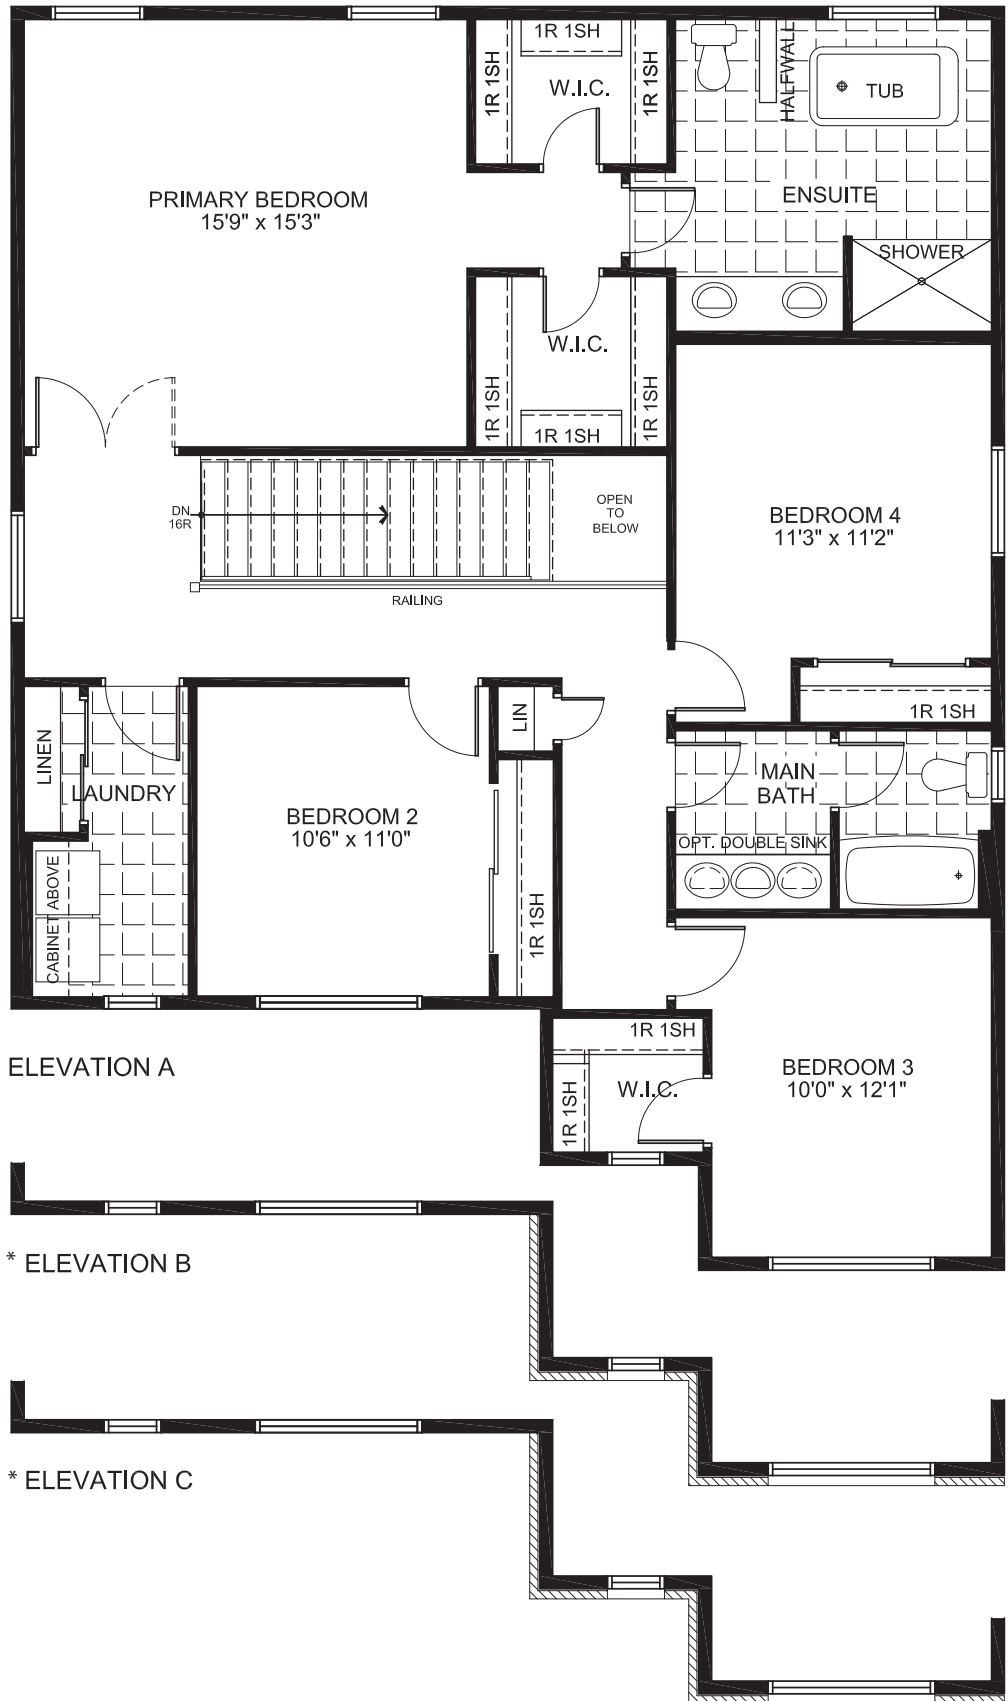 1R 1SH
1R 1SH
W.I.C.
1R 1SH
HALFWALL
TUB
PRIMARY BEDROOM
15'9" x 15'3"
ENSUITE
SHOWER
W.I.C.
1R 1SH
1R 1SH
1R 1SH
DN
16R
OPEN
TO
BELOW
RAILING
BEDROOM 4
11'3" x 11'2"
1R 1SH
LINEN
LAUNDRY
CABINET ABOVE
BEDROOM 2
10'6" x 11'0"
LIN
1R 1SH
MAIN
BATH
OPT. DOUBLE SINK
1R 1SH
1R 1SH
W.I.C.
BEDROOM 3
10'0" x 12'1"
ELEVATION A
* ELEVATION B
* ELEVATION C